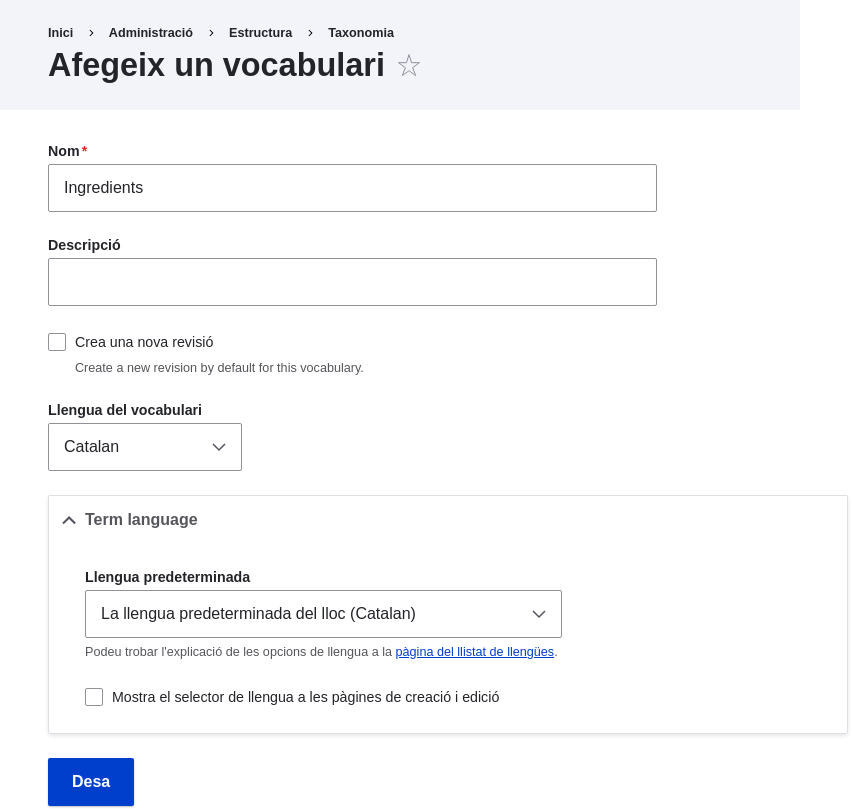 Inici › Administració › Estructura › Taxonomia
Afegeix un vocabulari
Nom*
Ingredients
Descripció
Crea una nova revisió
Create a new revision by default for this vocabulary.
Llengua del vocabulari
Catalan
Term language
Llengua predeterminada
La llengua predeterminada del lloc (Catalan)
Podeu trobar l'explicació de les opcions de llengua a la pàgina del llistat de llengües.
Mostra el selector de llengua a les pàgines de creació i edició
Desa